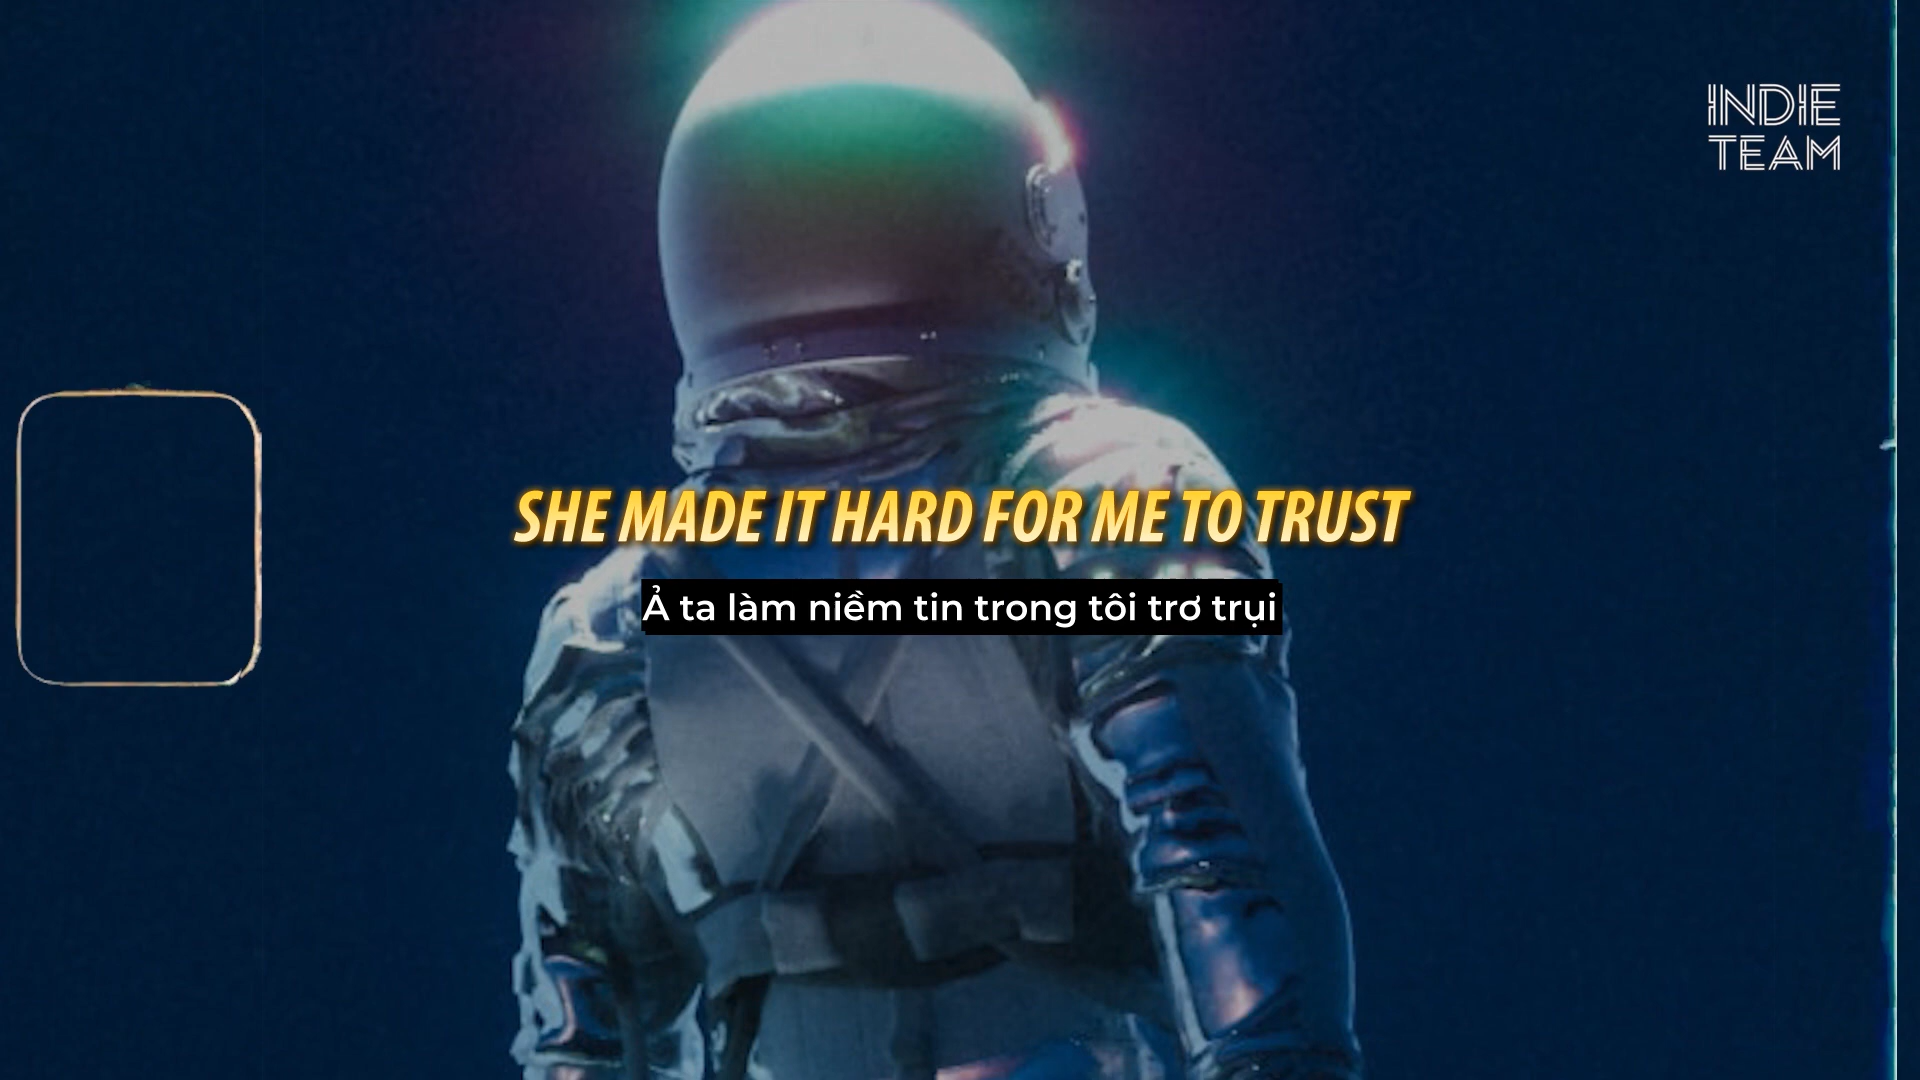 INDIE
TEAM
SHE MADE IT HARD FOR ME TO TRUST
Ả ta làm niềm tin trong tôi trơ trụi